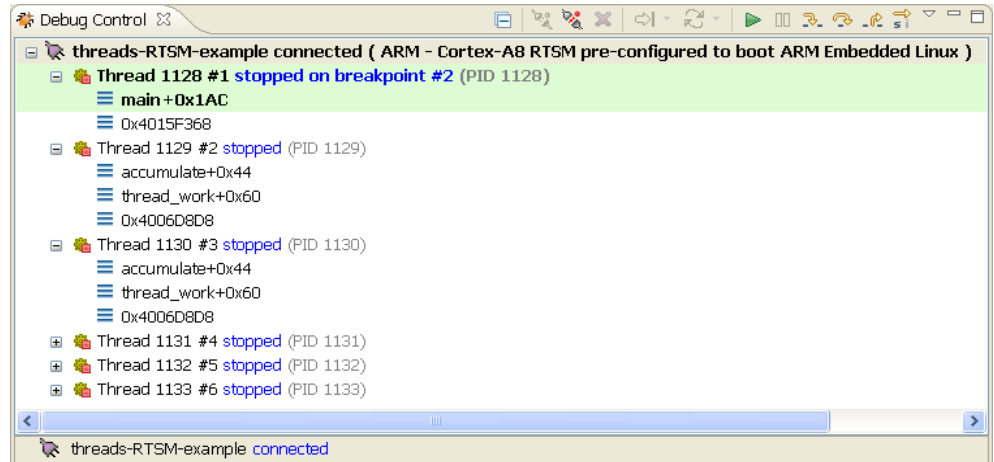 Debug Control
threads-RTSM-example connected ( ARM - Cortex-A8 RTSM pre-configured to boot ARM Embedded Linux )
Thread 1128 #1 stopped on breakpoint #2 (PID 1128)
main+0x1AC
0x4015F368
Thread 1129 #2 stopped (PID 1129)
accumulate+0x44
thread_work+0x60
0x4006D8D8
Thread 1130 #3 stopped (PID 1130)
accumulate+0x44
thread_work+0x60
0x4006D8D8
Thread 1131 #4 stopped (PID 1131)
Thread 1132 #5 stopped (PID 1132)
Thread 1133 #6 stopped (PID 1133)
threads-RTSM-example connected